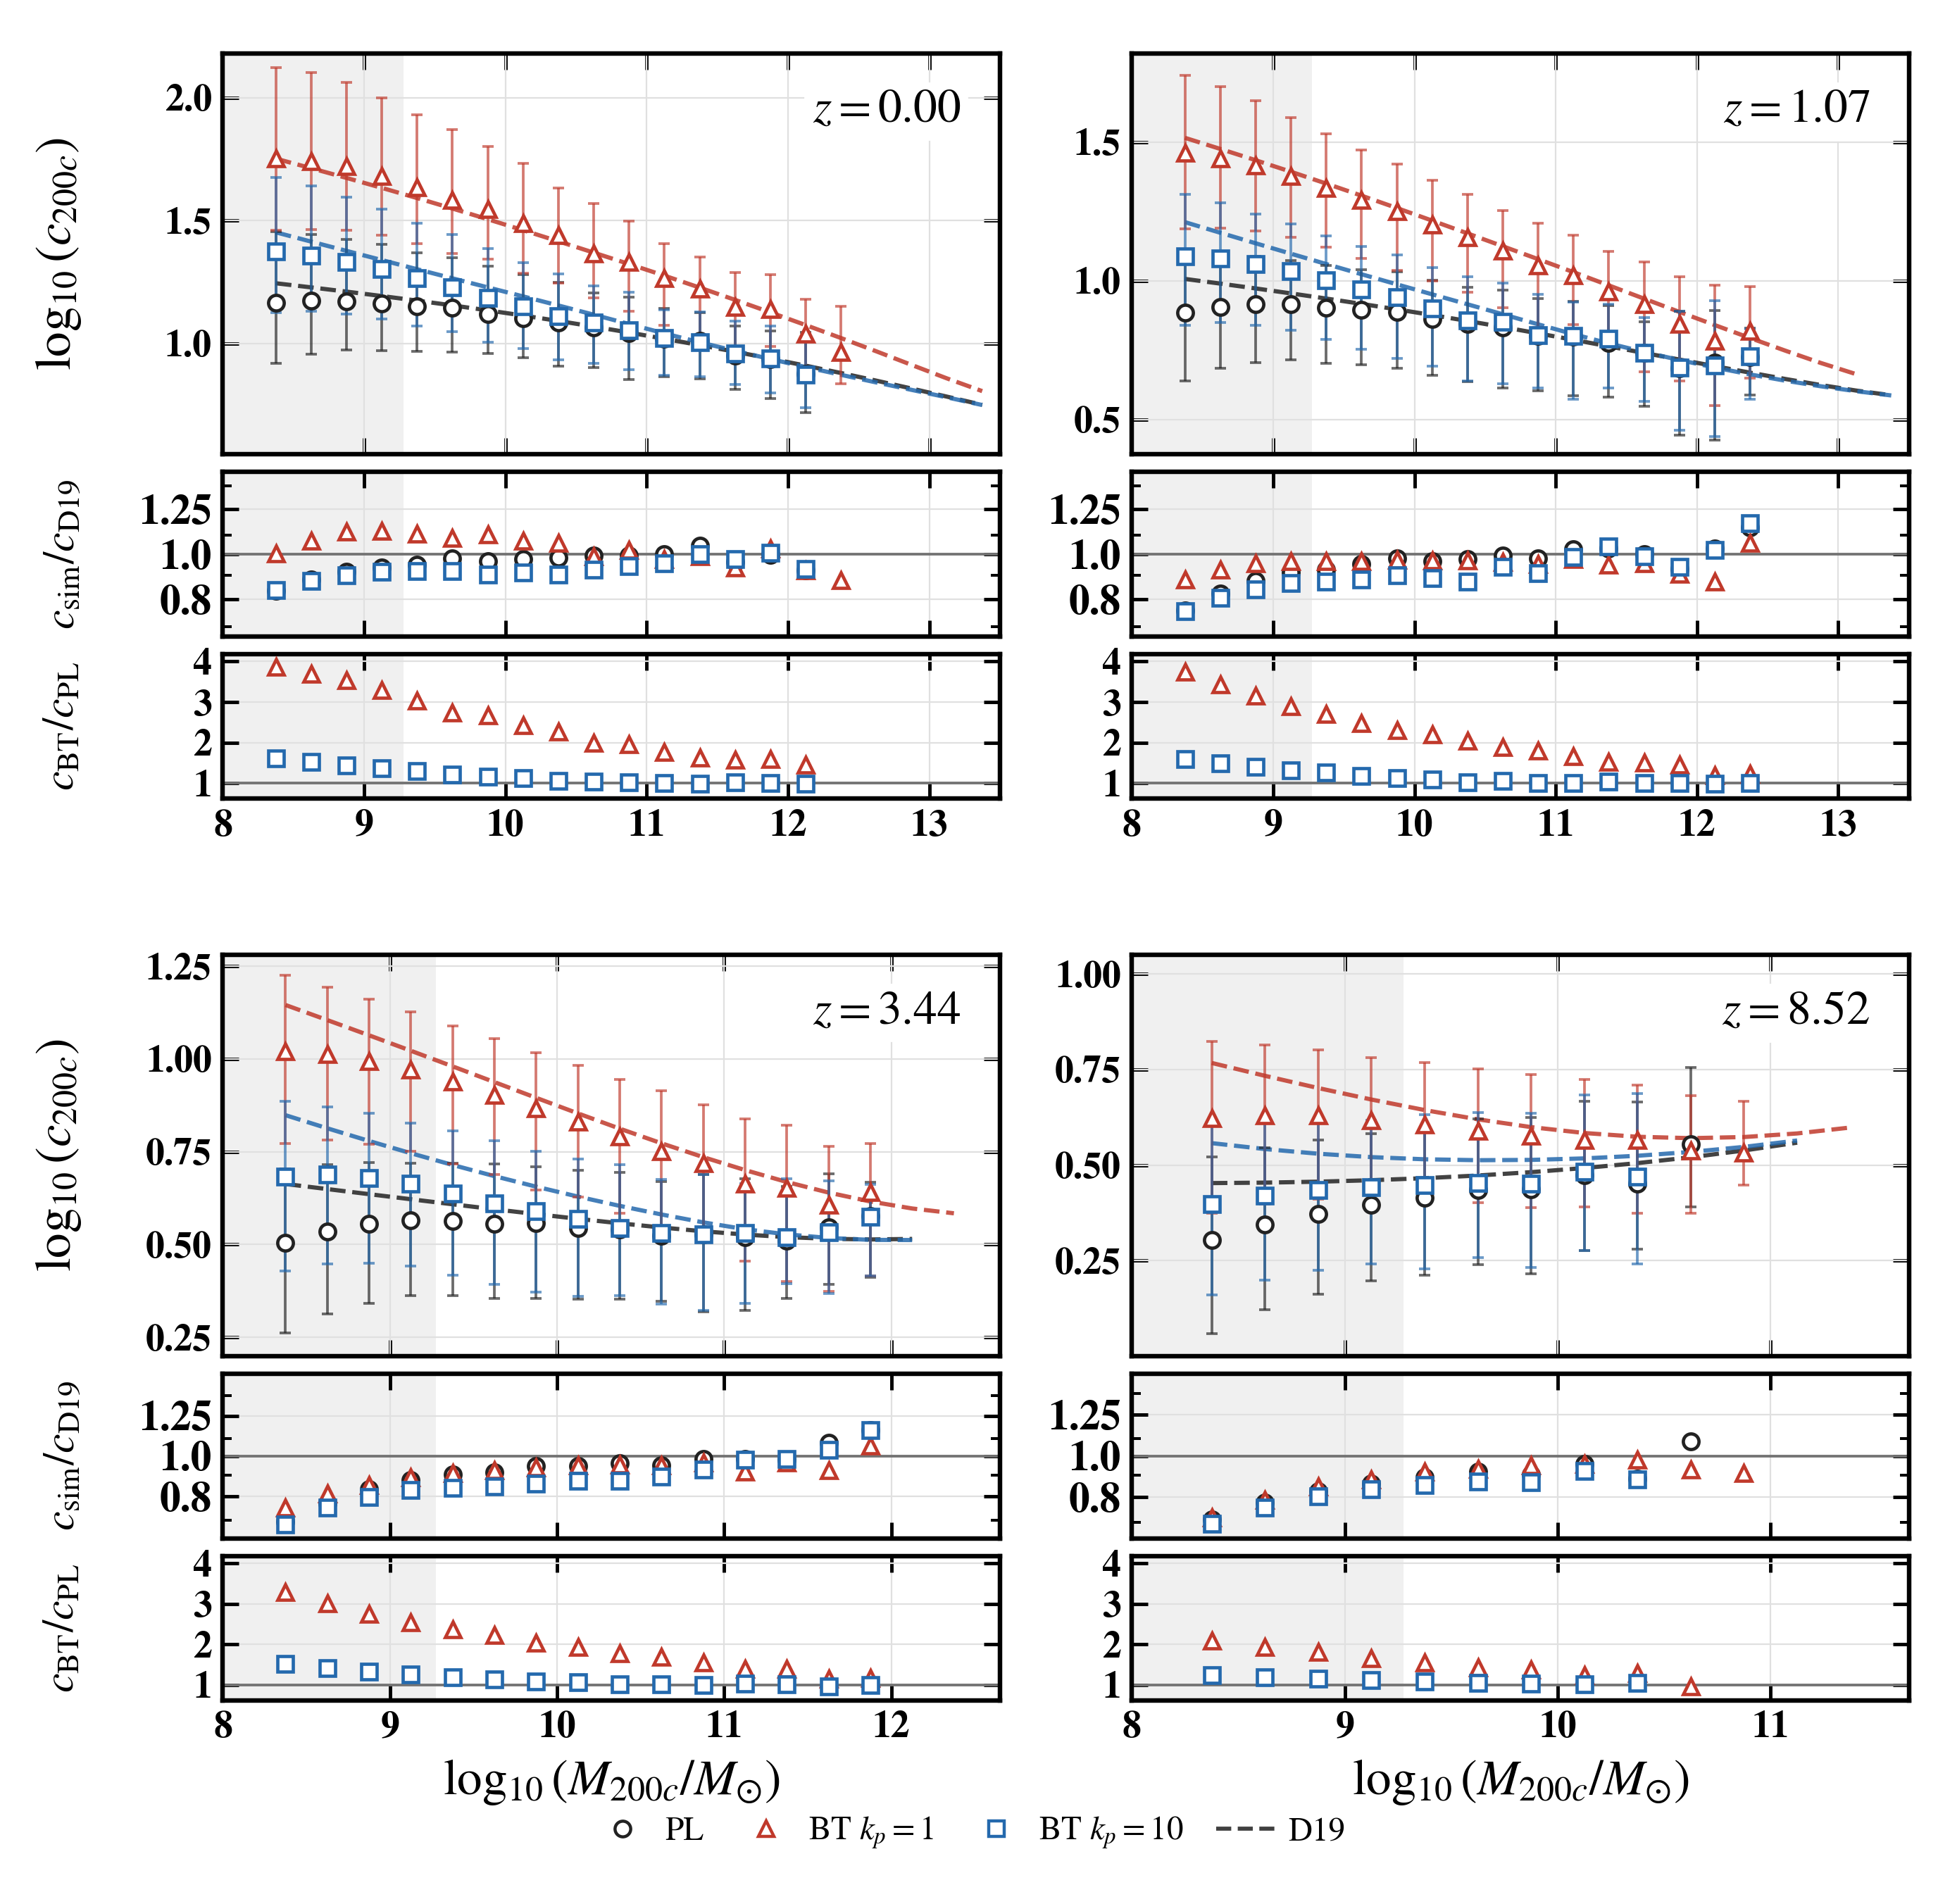 z = 0.00
log10 (c200c)
2.0
1.5
1.0
csim/cD19
1.25
1.0
0.8
cBT/cPL
4
3
2
1
8 9 10 11 12 13
z = 1.07
1.5
1.0
0.5
1.25
1.0
0.8
4
3
2
1
8 9 10 11 12 13
z = 3.44
log10 (c200c)
1.25
1.00
0.75
0.50
0.25
csim/cD19
1.25
1.0
0.8
cBT/cPL
4
3
2
1
8 9 10 11 12
log10 (M200c/M⊙)
z = 8.52
1.00
0.75
0.50
0.25
1.25
1.0
0.8
4
3
2
1
8 9 10 11
log10 (M200c/M⊙)
PL BT kp = 1 BT kp = 10 D19